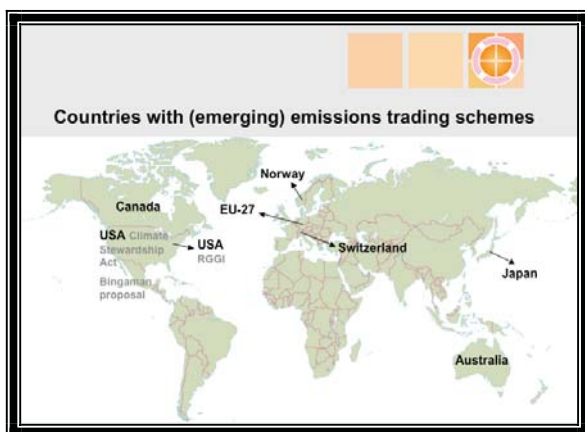 Countries with (emerging) emissions trading schemes
Norway
Canada
EU-27
USA Climate
Stewardship
Act
USA
RGGI
Switzerland
Bingaman
proposal
Japan
Australia